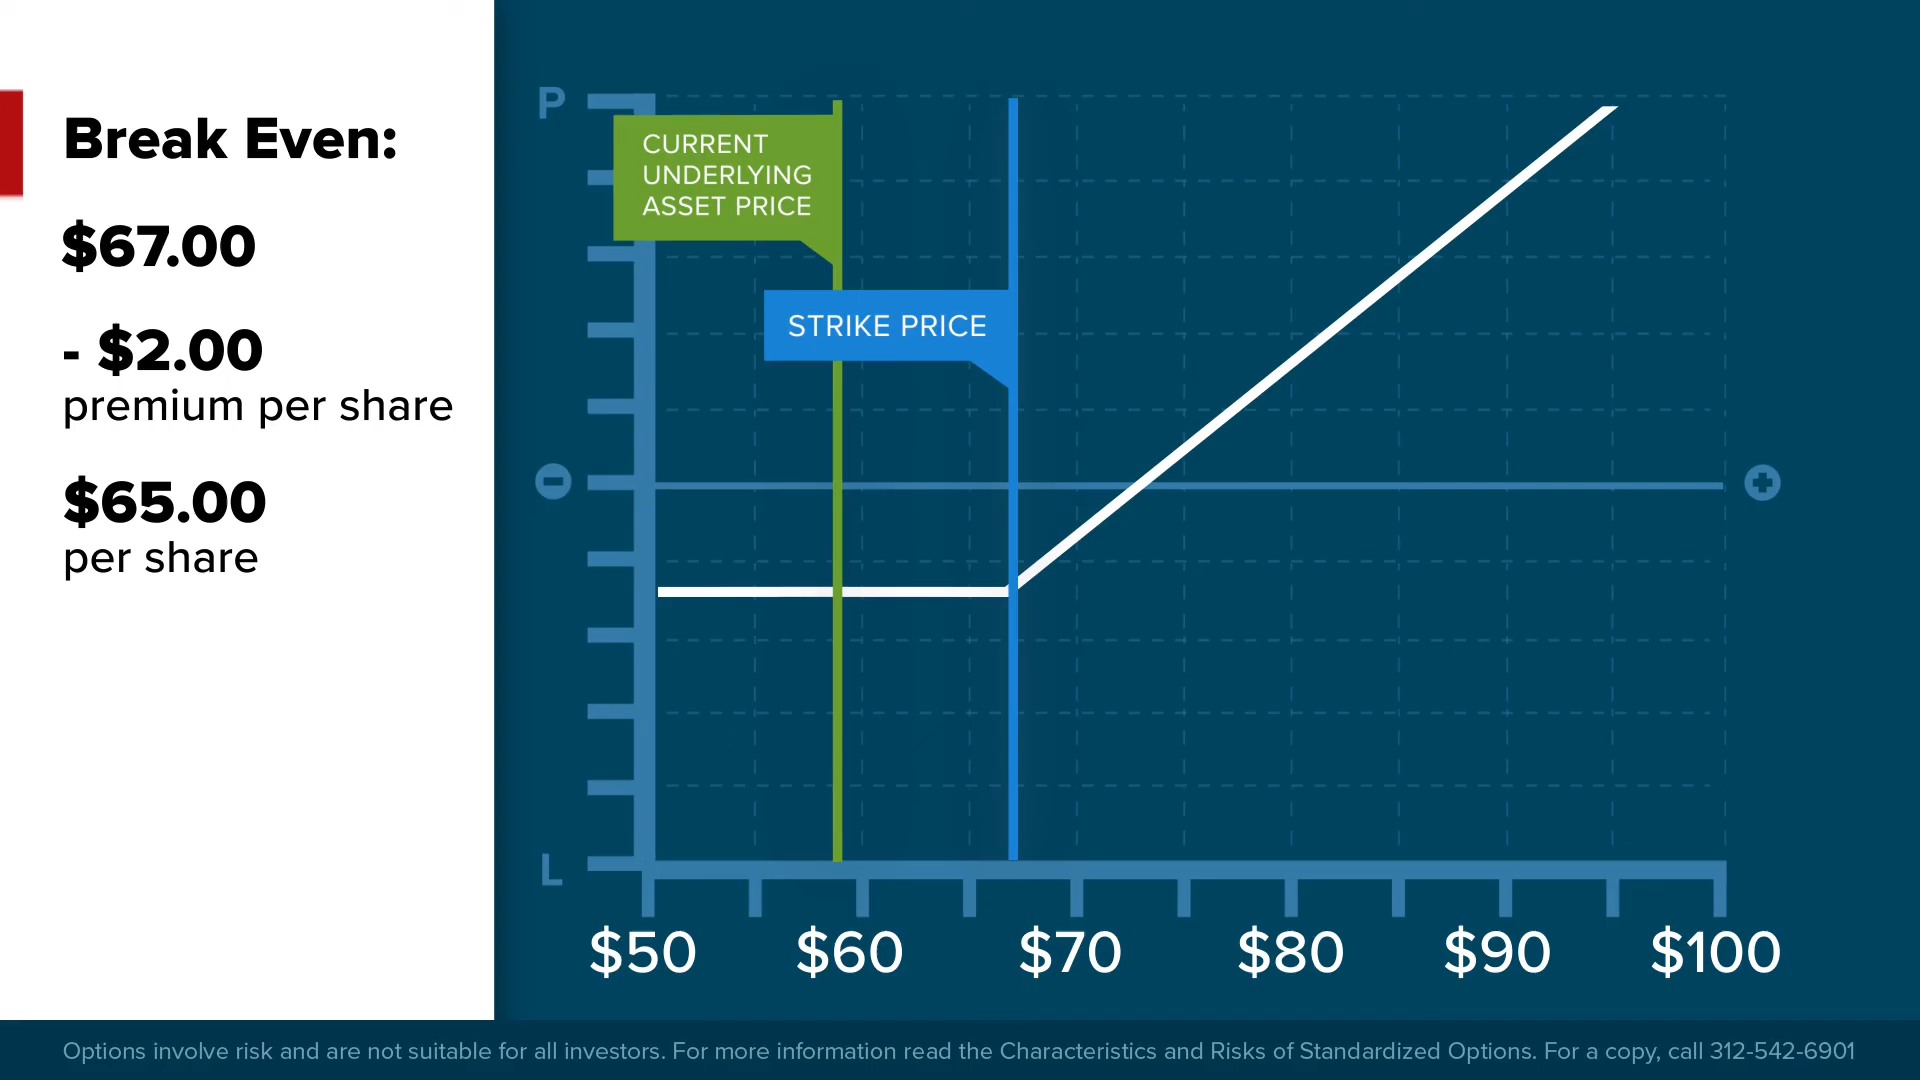 Break Even:
$67.00
- $2.00
premium per share
$65.00
per share
P
CURRENT
UNDERLYING
ASSET PRICE
STRIKE PRICE
L
$50 $60 $70 $80 $90 $100
Options involve risk and are not suitable for all investors. For more information read the Characteristics and Risks of Standardized Options. For a copy, call 312-542-6901